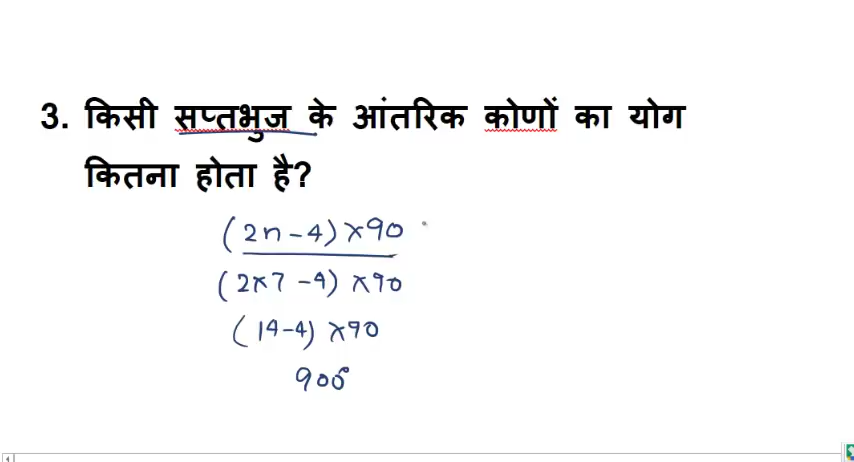 3. किसी सप्तभुज के आंतरिक कोणों का योग
कितना होता है?
(2n-4)×90
(2×7-4)×90
(14-4)×90
900°